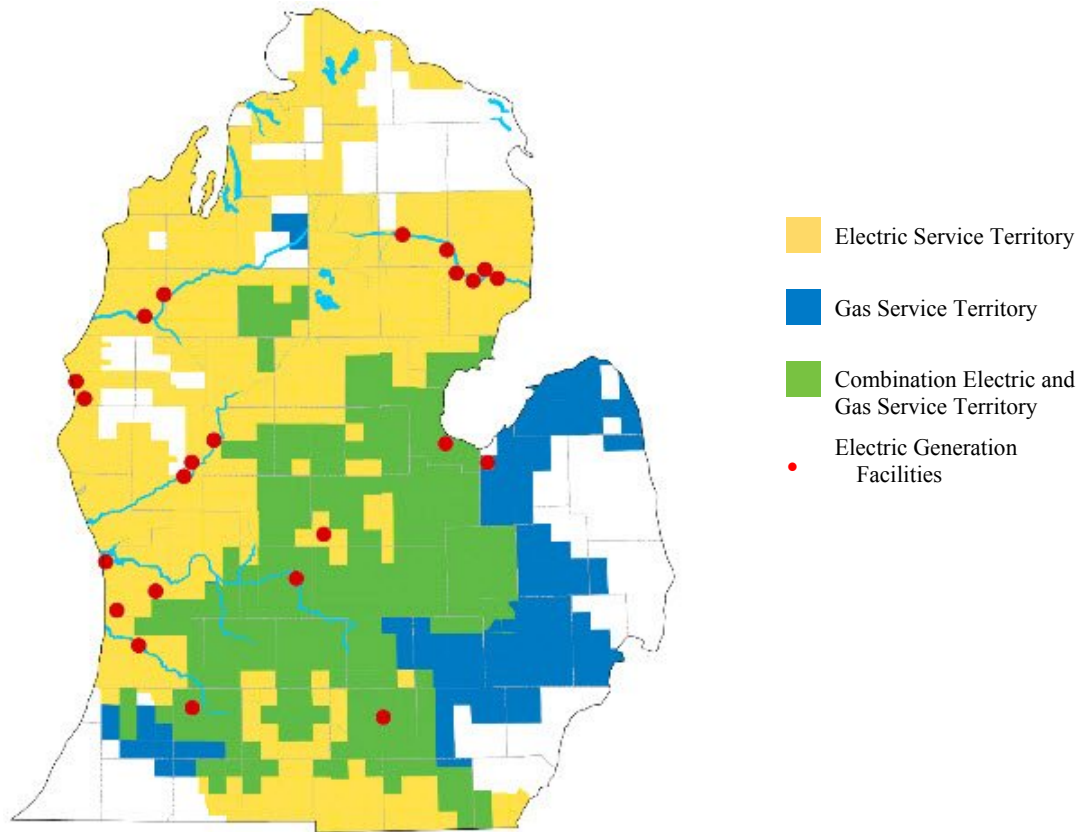 Electric Service Territory
Gas Service Territory
Combination Electric and
Gas Service Territory
Electric Generation
Facilities